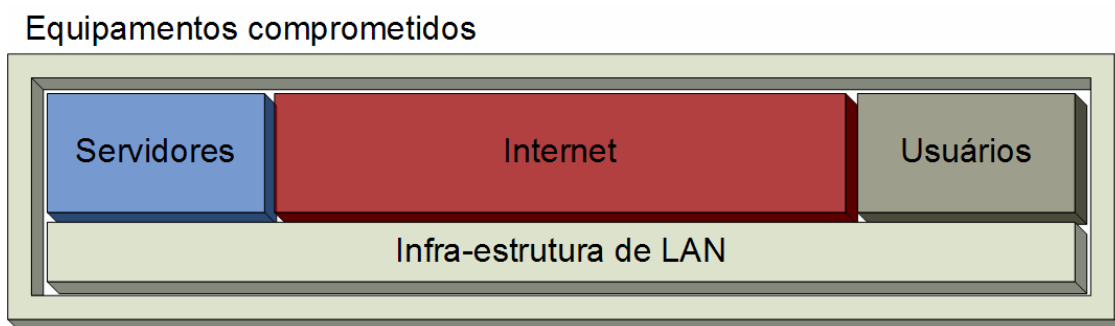 Equipamentos comprometidos
Servidores
Internet
Usuários
Infra-estrutura de LAN